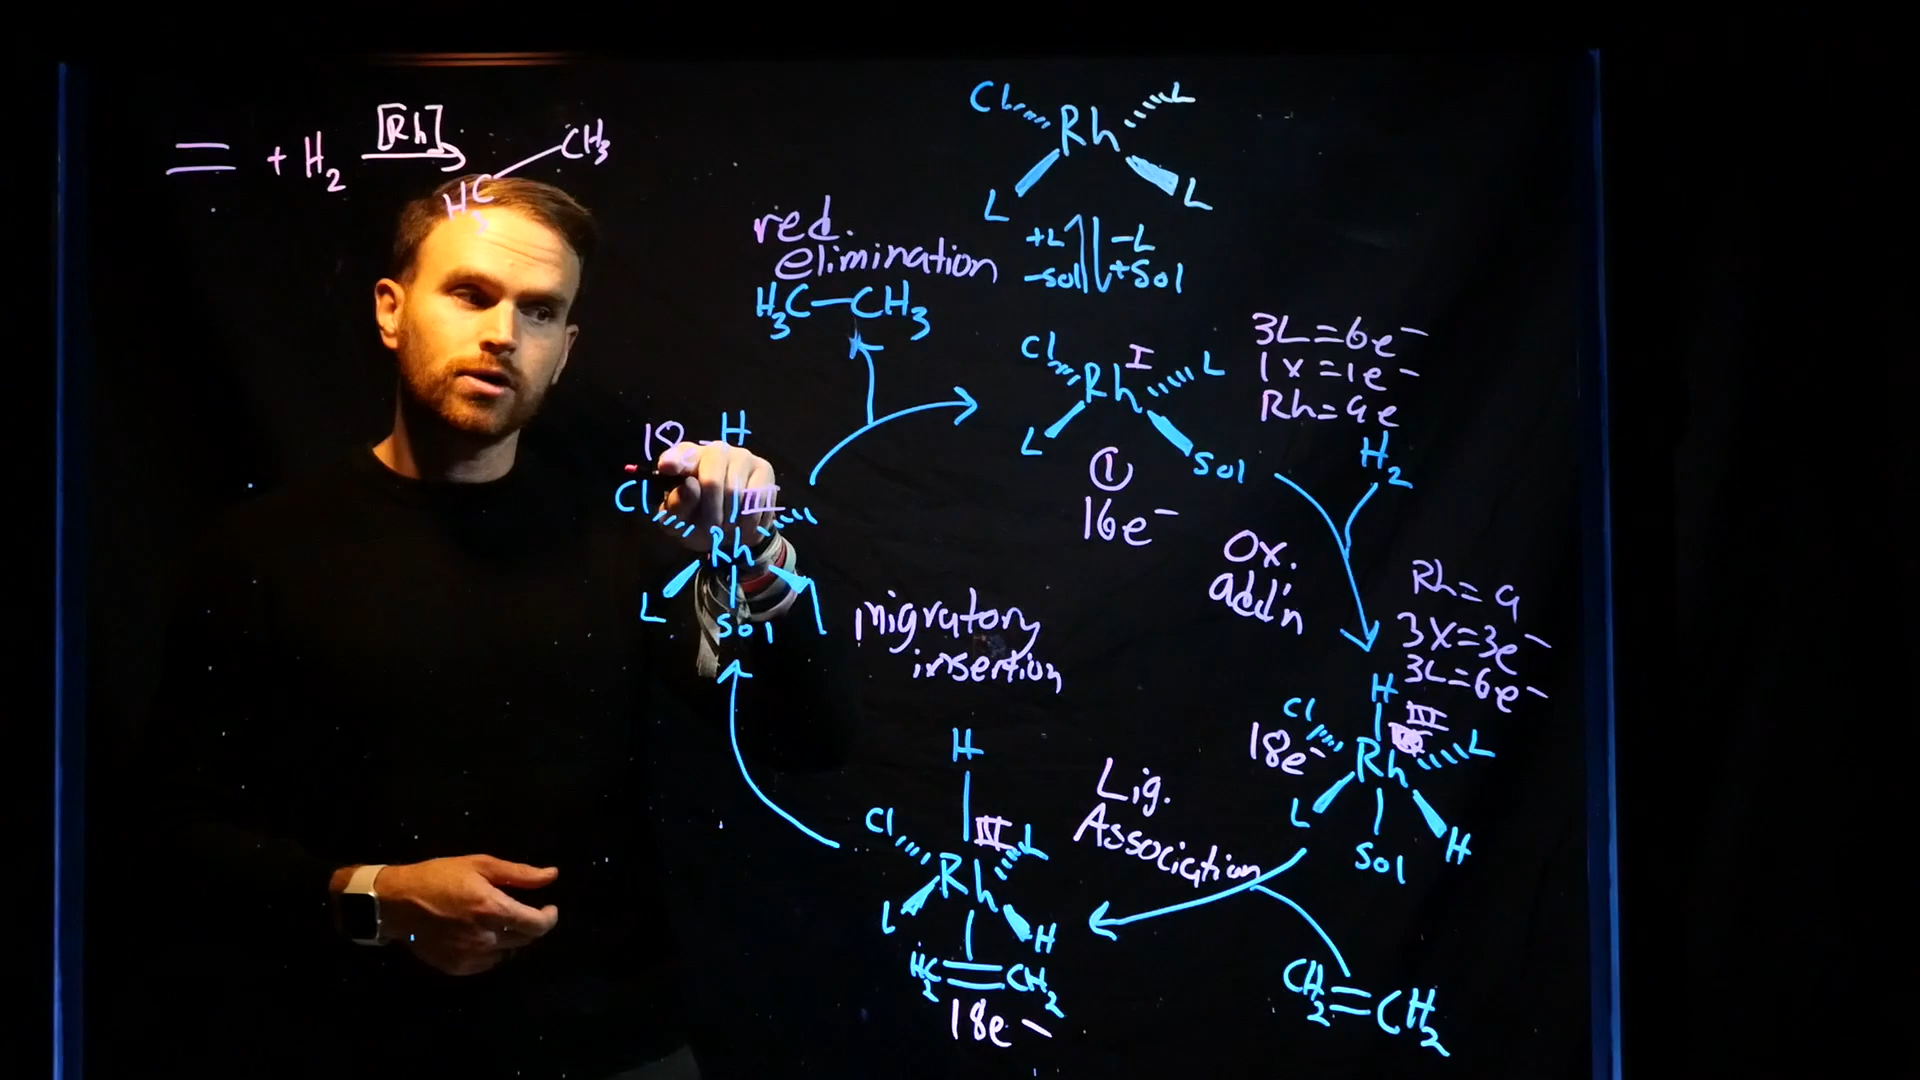 = + H2 [Rh] → H3C CH3
Cl Rh L
L L
+L -L
-Sol +Sol
red.
elimination
H3C-CH3
Cl Rh I L
L Sol
①
16e-
3L=6e-
1x=1e-
Rh=9e
H2
Ox.
add'n
Rh=9
3X=3e-
3L=6e-
H
Cl III
18e- Rh L
L H
Sol
Lig.
Association
CH2=CH2
H
Cl III L
Rh
L H
H2C=CH2
18e-
migratory
insertion
18e- H
Cl III
Rh
L Sol